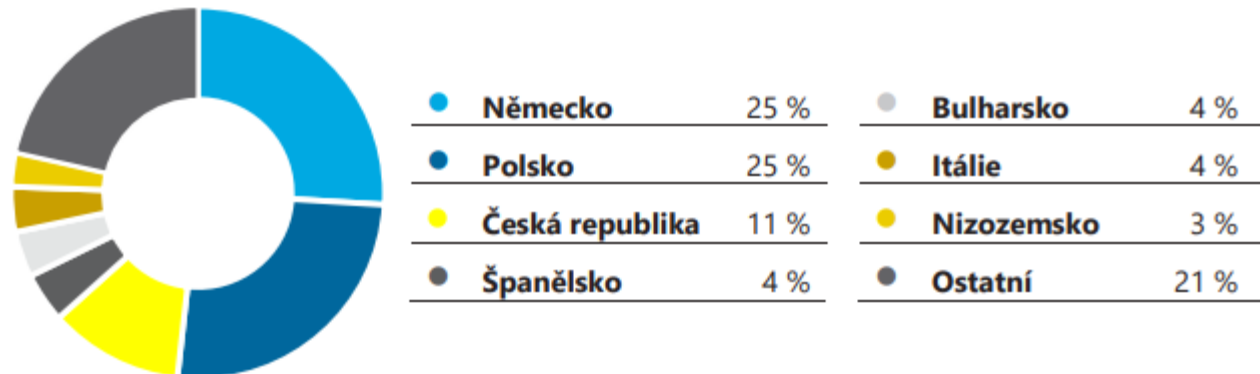 Německo 25 %
Polsko 25 %
Česká republika 11 %
Španělsko 4 %
Bulharsko 4 %
Itálie 4 %
Nizozemsko 3 %
Ostatní 21 %